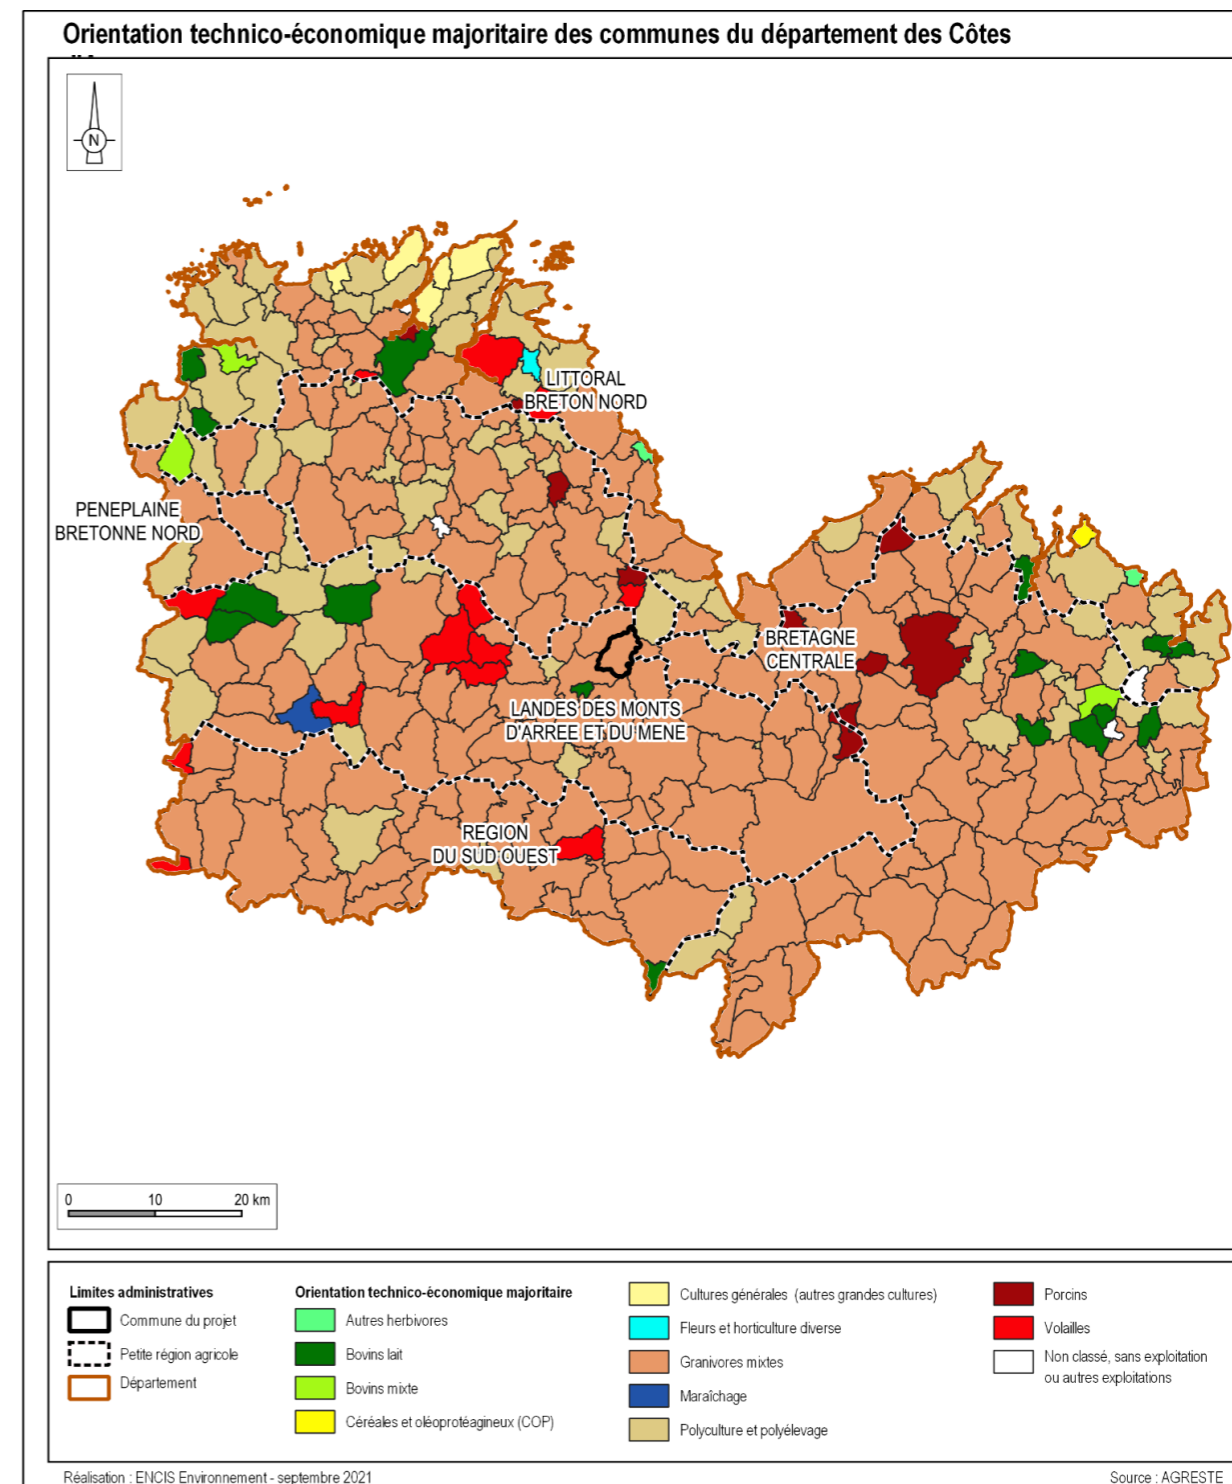 Orientation technico-économique majoritaire des communes du département des Côtes
N
LITTORAL
BRETON NORD
PENEPLAINE
BRETONNE NORD
BRETAGNE
CENTRALE
LANDES DES MONTS
D'ARREE ET DU MENE
REGION
DU SUD OUEST
0 10 20 km
Limites administratives
Commune du projet
Petite région agricole
Département
Orientation technico-économique majoritaire
Autres herbivores
Bovins lait
Bovins mixte
Céréales et oléoprotéagineux (COP)
Cultures générales (autres grandes cultures)
Fleurs et horticulture diverse
Granivores mixtes
Maraîchage
Polyculture et polyélevage
Porcins
Volailles
Non classé, sans exploitation
ou autres exploitations
Réalisation : ENCIS Environnement - septembre 2021
Source : AGRESTE